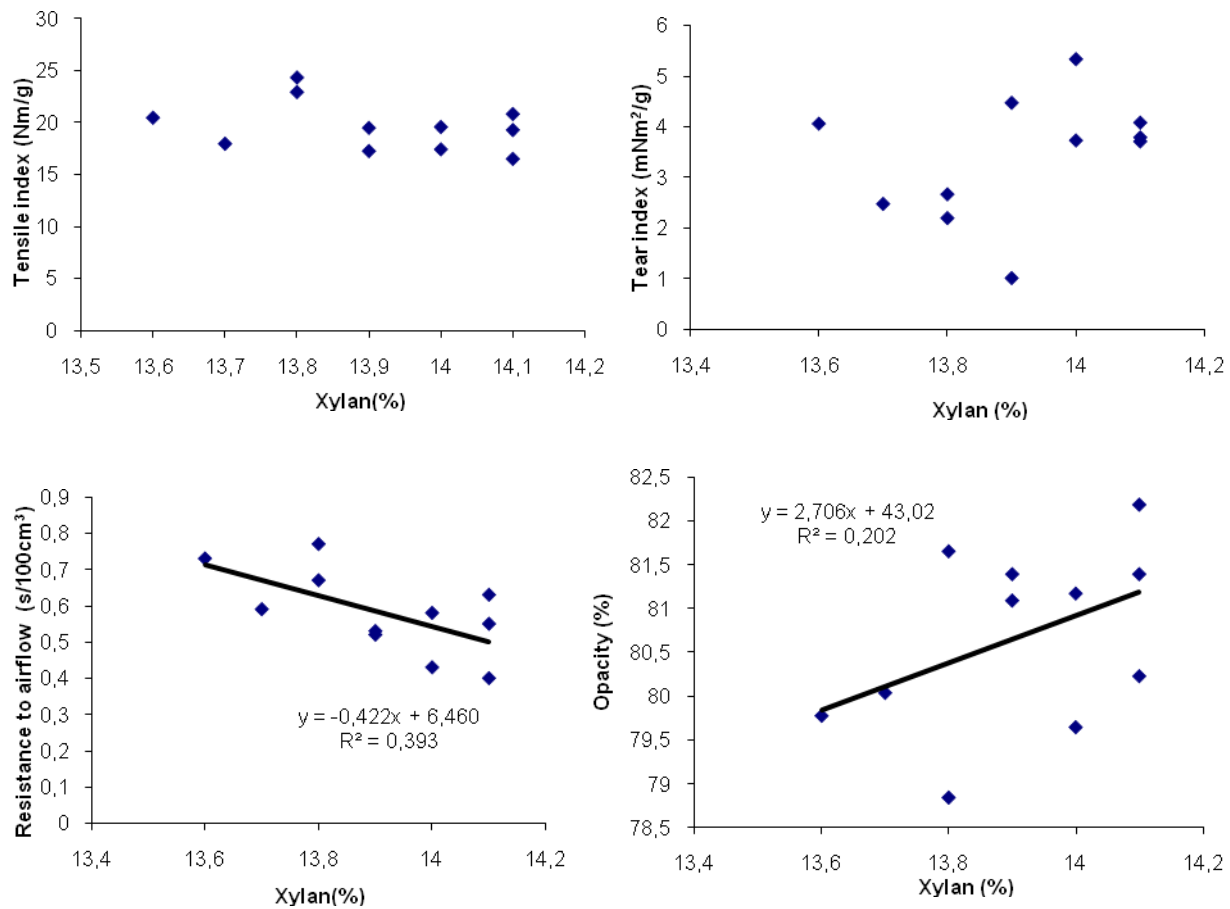 Tensile index (Nm/g)
30
25
20
15
10
5
0
13,5 13,6 13,7 13,8 13,9 14 14,1 14,2
Xylan(%)
Tear index (mNm²/g)
6
5
4
3
2
1
0
13,4 13,6 13,8 14 14,2
Xylan (%)
Resistance to airflow (s/100cm³)
0,9
0,8
0,7
0,6
0,5
0,4
0,3
0,2
0,1
0
y = -0,422x + 6,460
R² = 0,393
13,4 13,6 13,8 14 14,2
Xylan(%)
Opacity (%)
82,5
82
81,5
81
80,5
80
79,5
79
78,5
y = 2,706x + 43,02
R² = 0,202
13,4 13,6 13,8 14 14,2
Xylan (%)